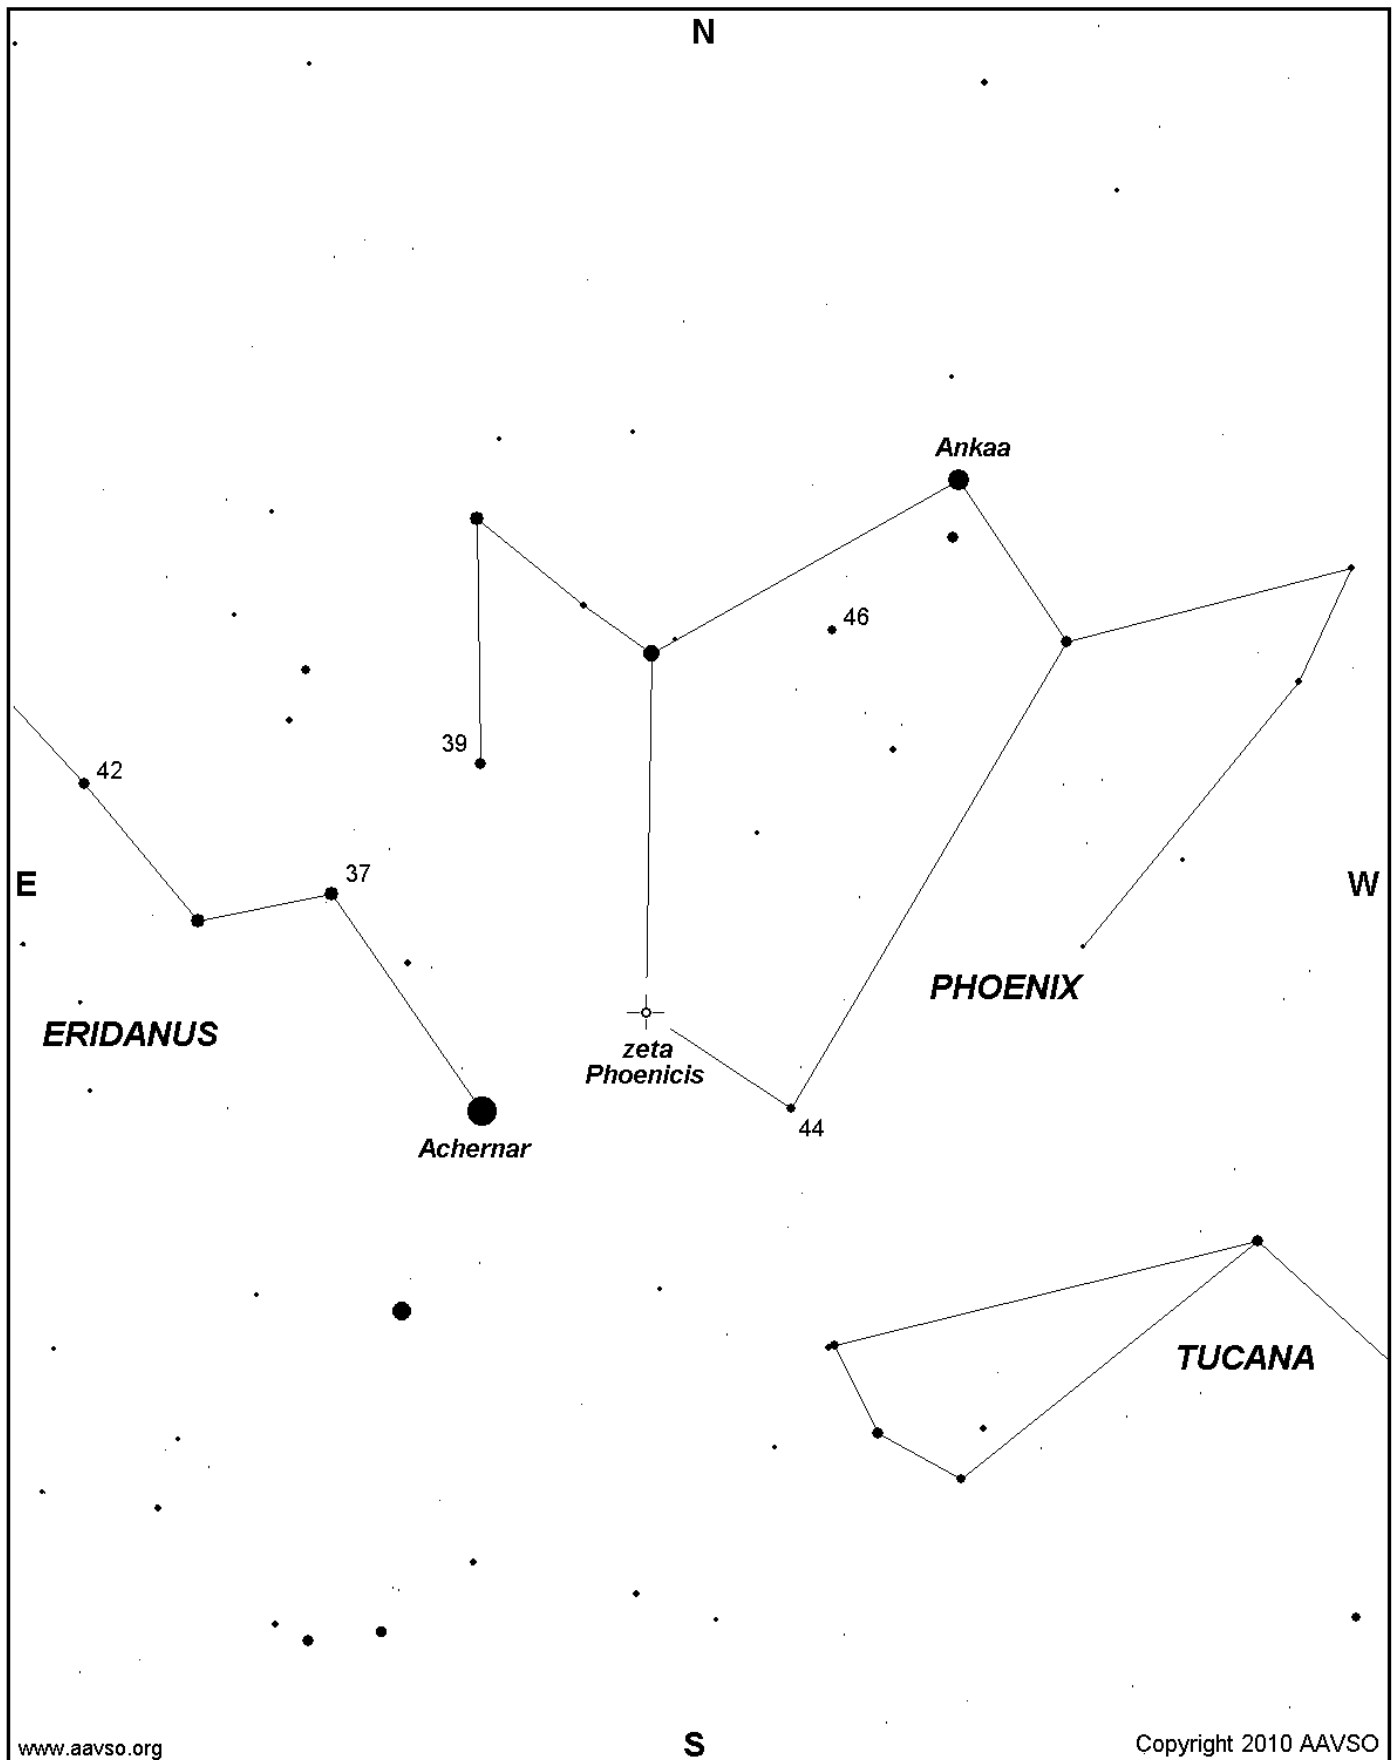 N
Ankaa
46
39
42
37
E
W
PHOENIX
ERIDANUS
zeta
Phoenicis
44
Achernar
TUCANA
www.aavso.org
S
Copyright 2010 AAVSO